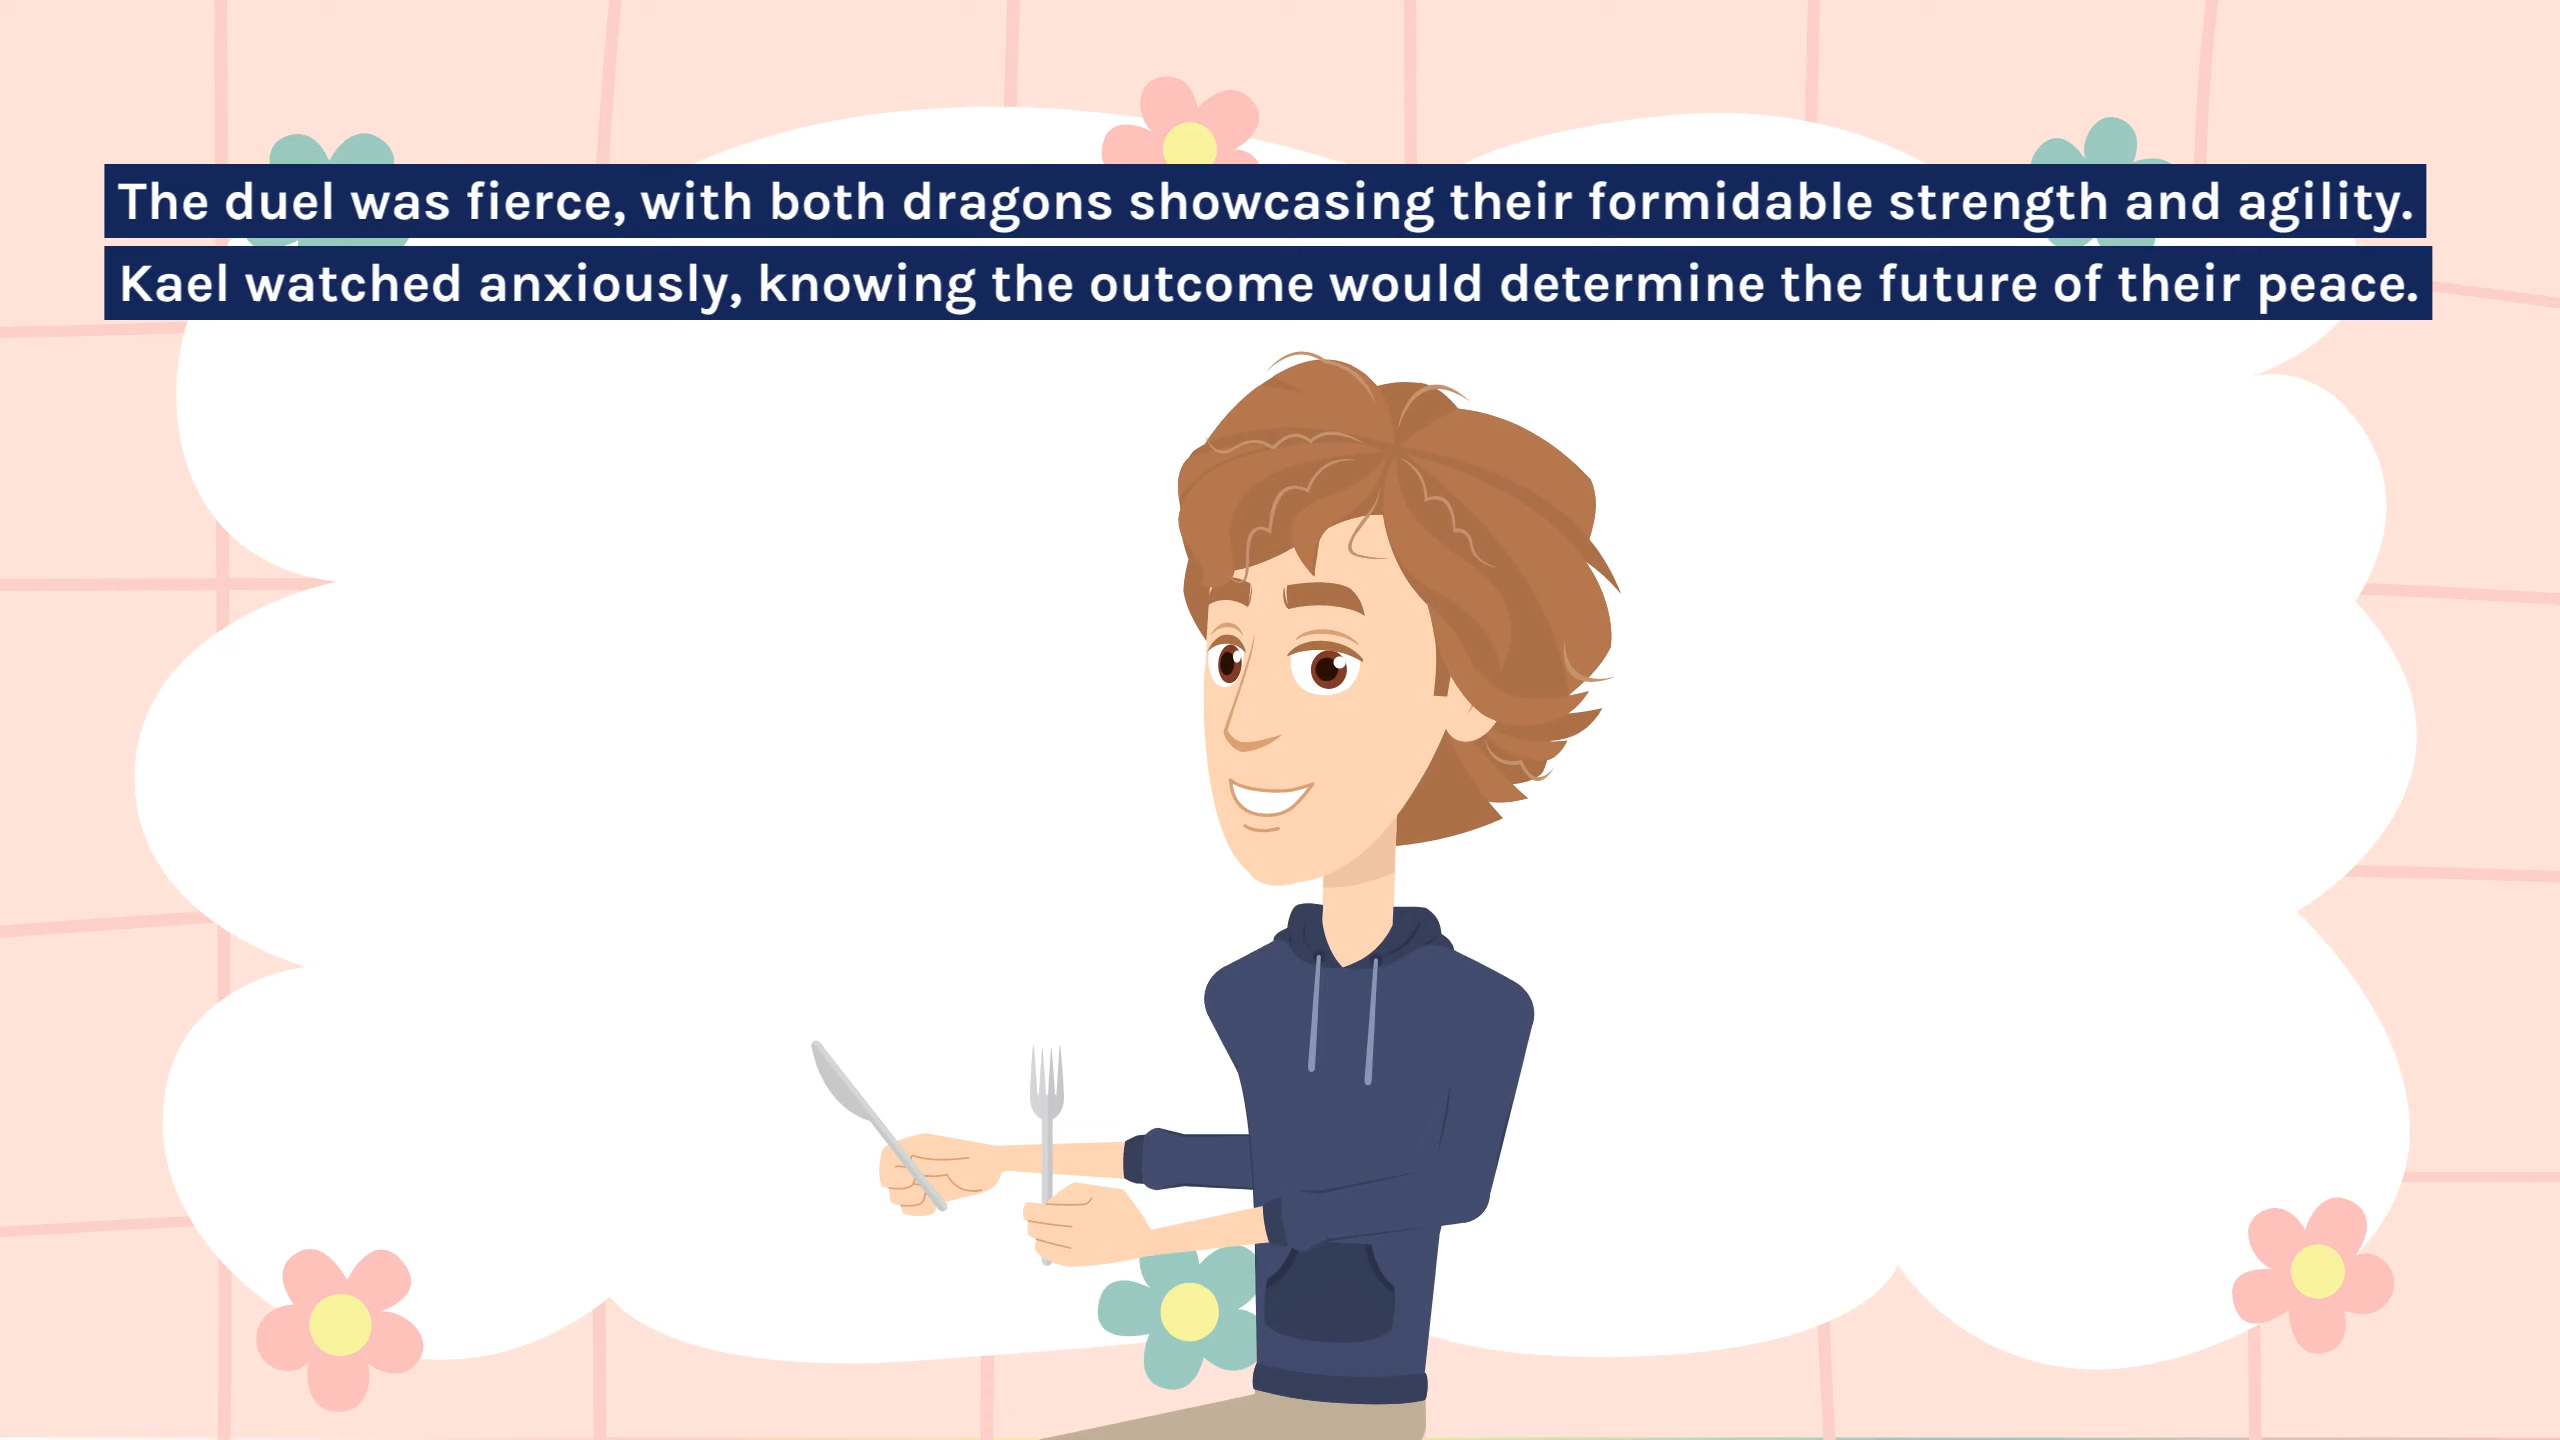 The duel was fierce, with both dragons showcasing their formidable strength and agility.
Kael watched anxiously, knowing the outcome would determine the future of their peace.